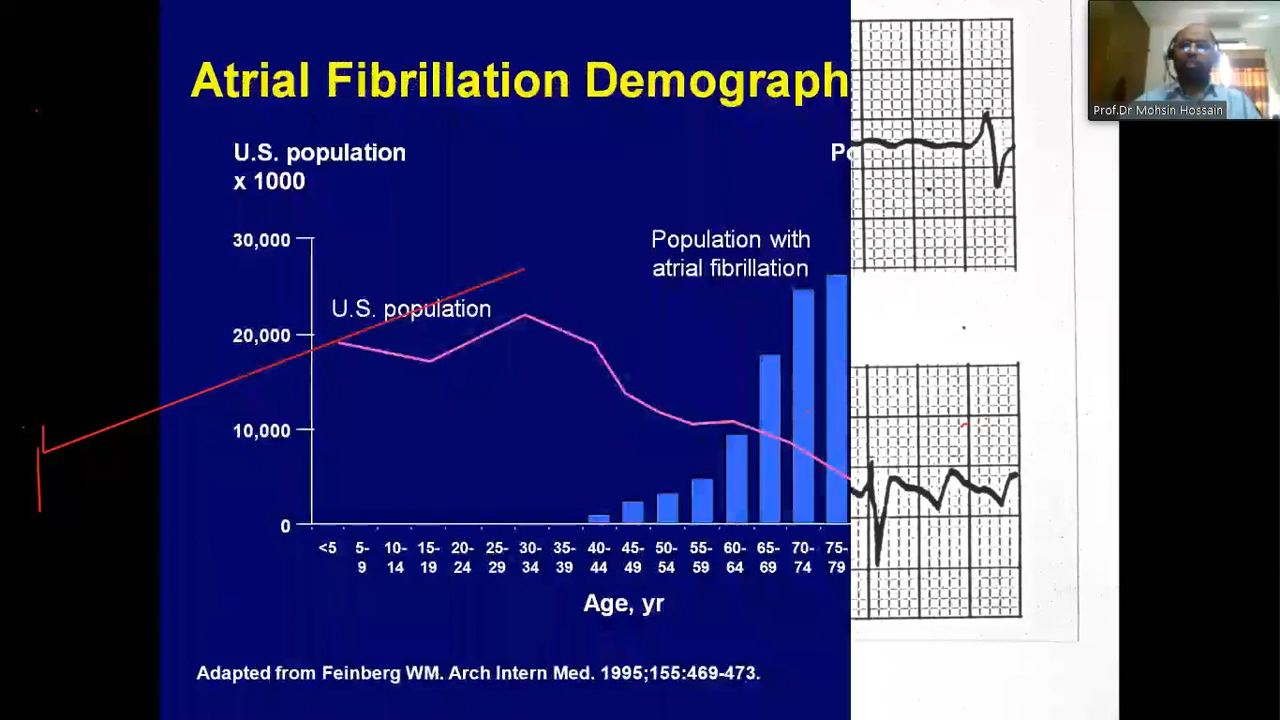 Atrial Fibrillation Demograph
Prof.Dr Mohsin Hossain
U.S. population
x 1000
Po
Population with
atrial fibrillation
U.S. population
30,000
20,000
10,000
0
<5 5-9 10-14 15-19 20-24 25-29 30-34 35-39 40-44 45-49 50-54 55-59 60-64 65-69 70-74 75-79
Age, yr
Adapted from Feinberg WM. Arch Intern Med. 1995;155:469-473.